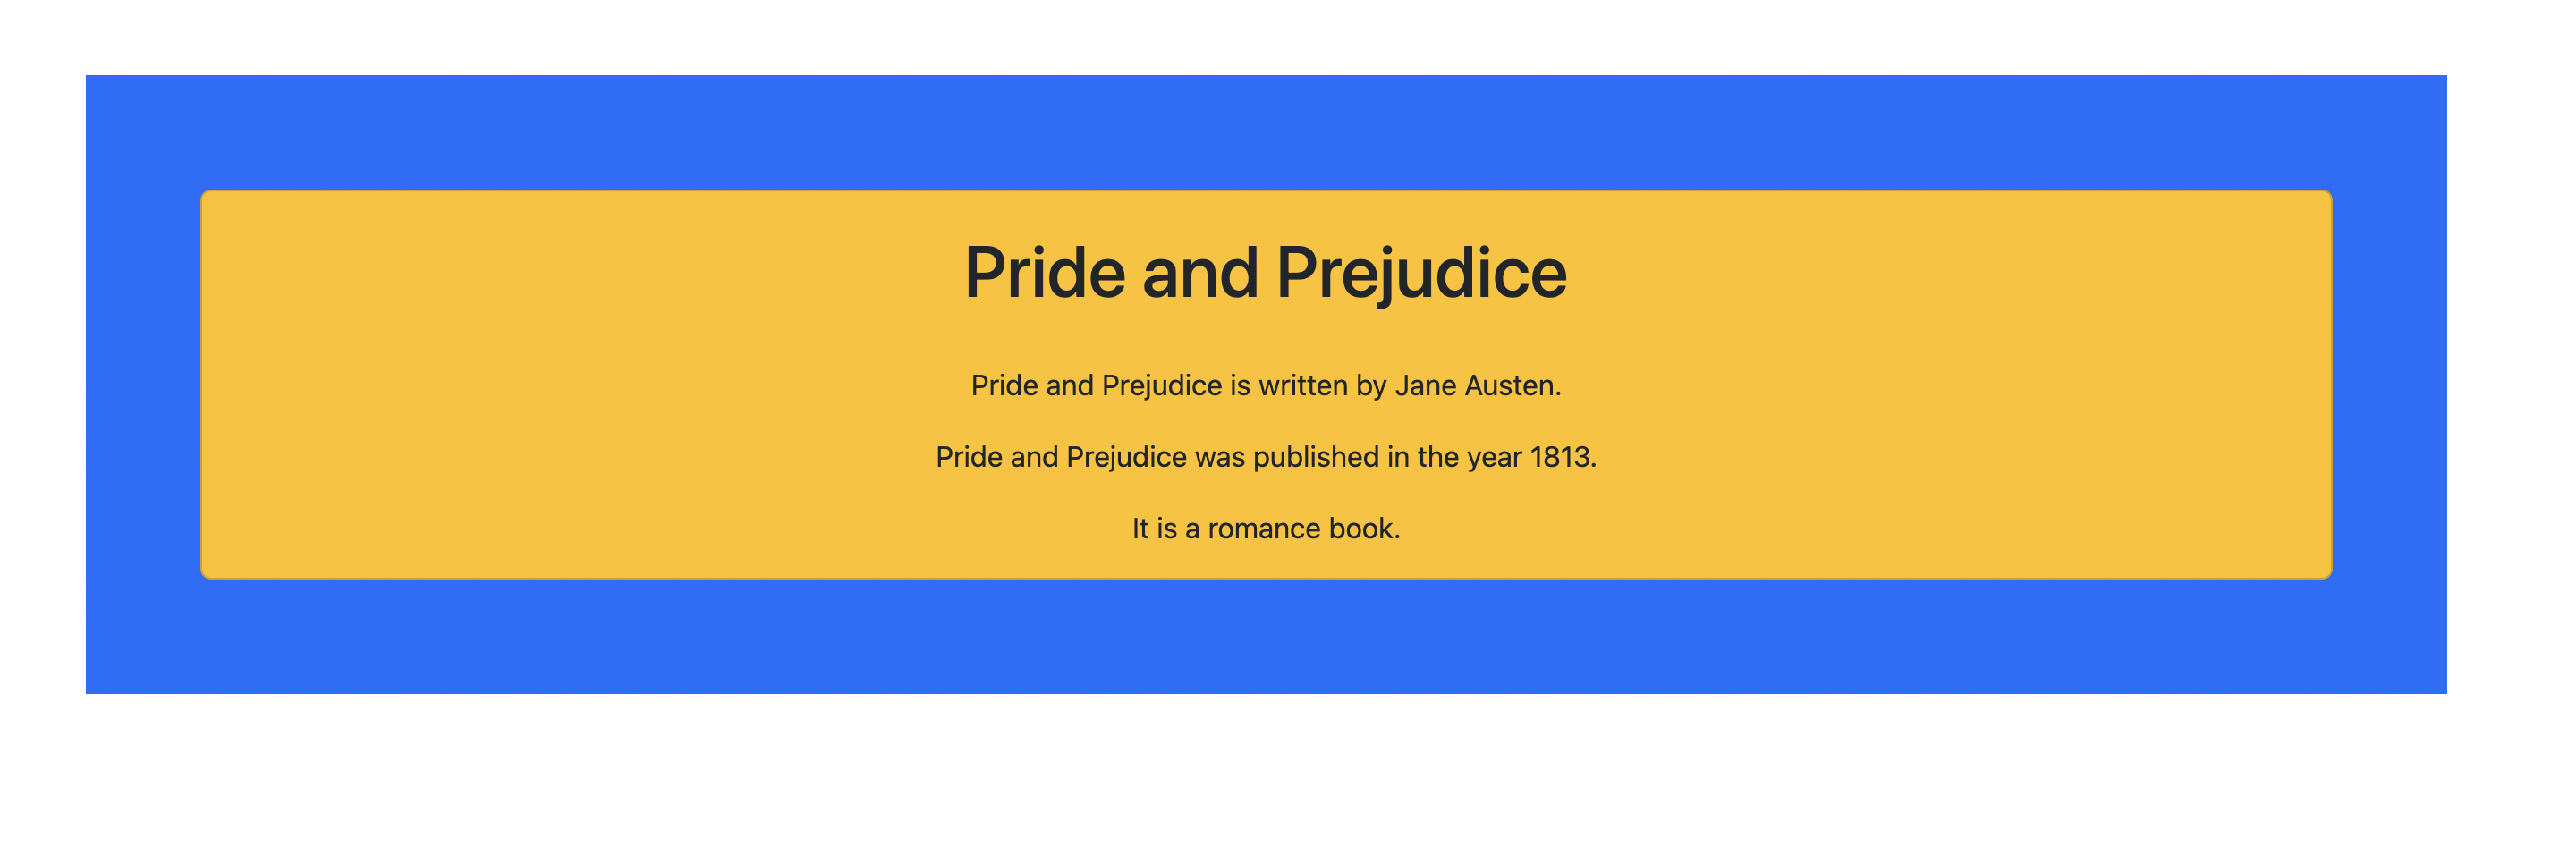 Pride and Prejudice
Pride and Prejudice is written by Jane Austen.
Pride and Prejudice was published in the year 1813.
It is a romance book.